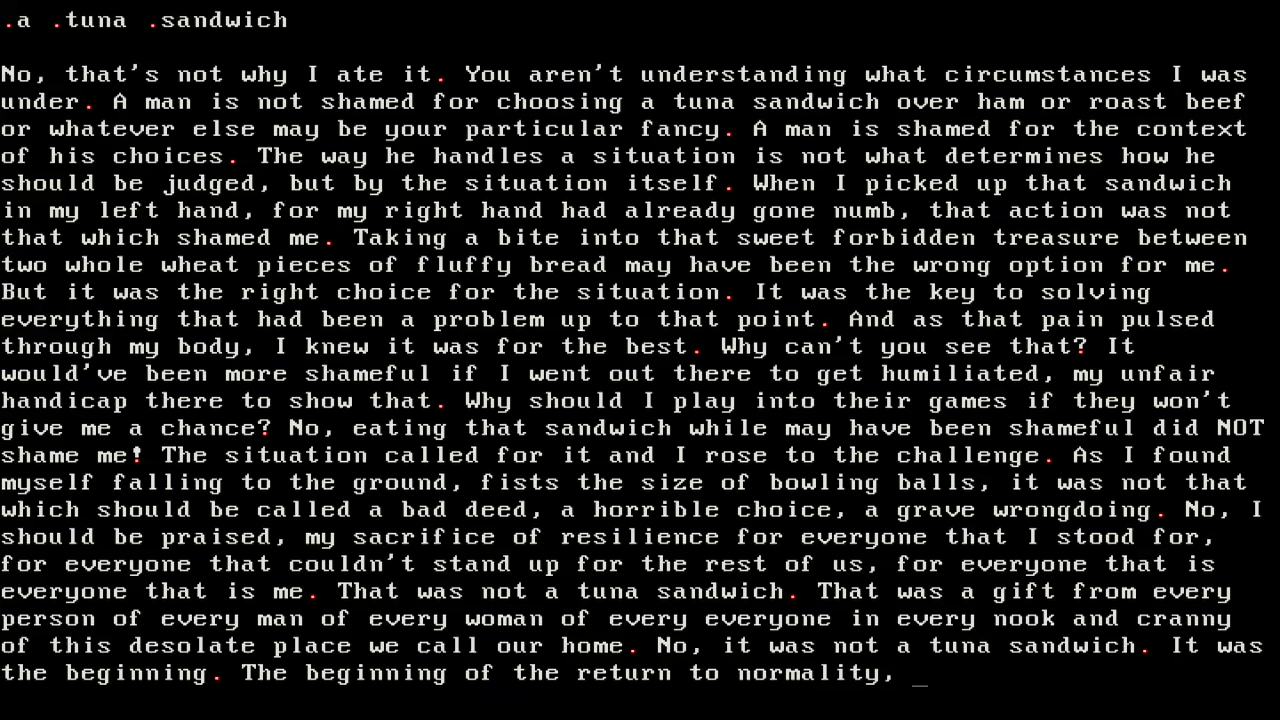 .a .tuna .sandwich
No, that's not why I ate it. You aren't understanding what circumstances I was
under. A man is not shamed for choosing a tuna sandwich over ham or roast beef
or whatever else may be your particular fancy. A man is shamed for the context
of his choices. The way he handles a situation is not what determines how he
should be judged, but by the situation itself. When I picked up that sandwich
in my left hand, for my right hand had already gone numb, that action was not
that which shamed me. Taking a bite into that sweet forbidden treasure between
two whole wheat pieces of fluffy bread may have been the wrong option for me.
But it was the right choice for the situation. It was the key to solving
everything that had been a problem up to that point. And as that pain pulsed
through my body, I knew it was for the best. Why can't you see that? It
would've been more shameful if I went out there to get humiliated, my unfair
handicap there to show that. Why should I play into their games if they won't
give me a chance? No, eating that sandwich while may have been shameful did NOT
shame me! The situation called for it and I rose to the challenge. As I found
myself falling to the ground, fists the size of bowling balls, it was not that
which should be called a bad deed, a horrible choice, a grave wrongdoing. No, I
should be praised, my sacrifice of resilience for everyone that I stood for,
for everyone that couldn't stand up for the rest of us, for everyone that is
everyone that is me. That was not a tuna sandwich. That was a gift from every
person of every man of every woman of every everyone in every nook and cranny
of this desolate place we call our home. No, it was not a tuna sandwich. It was
the beginning. The beginning of the return to normality, _